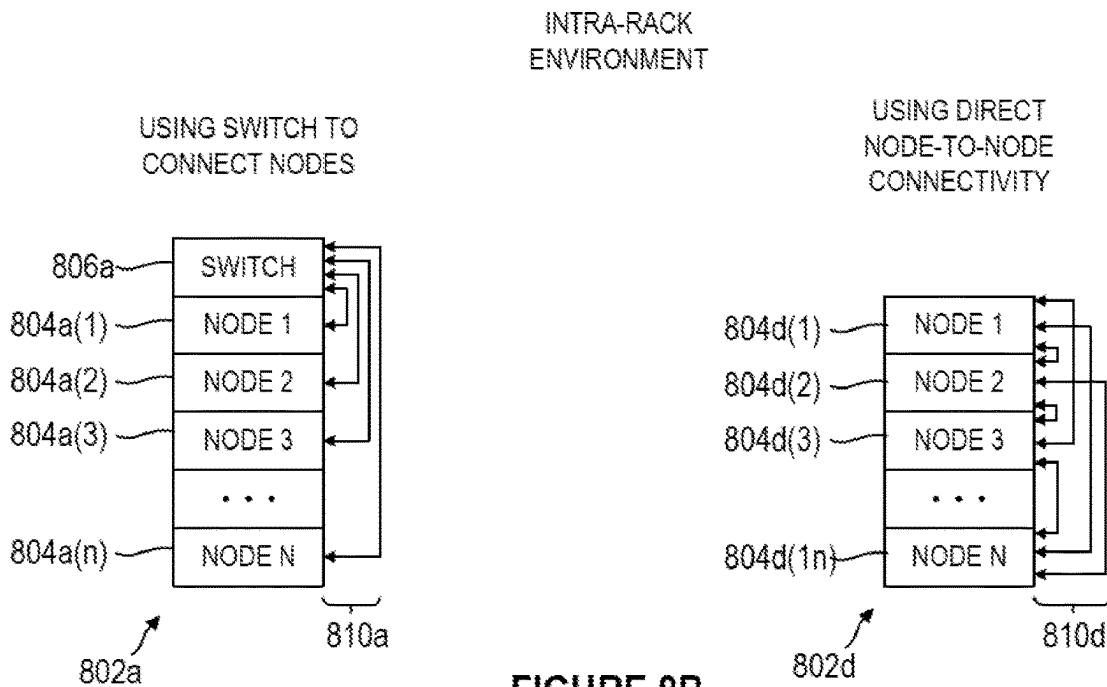 INTRA-RACK
ENVIRONMENT
USING SWITCH TO
CONNECT NODES
806a
SWITCH
804a(1)
NODE 1
804a(2)
NODE 2
804a(3)
NODE 3
• • •
804a(n)
NODE N
810a
802a
USING DIRECT
NODE-TO-NODE
CONNECTIVITY
804d(1)
NODE 1
804d(2)
NODE 2
804d(3)
NODE 3
• • •
804d(1n)
NODE N
810d
802d